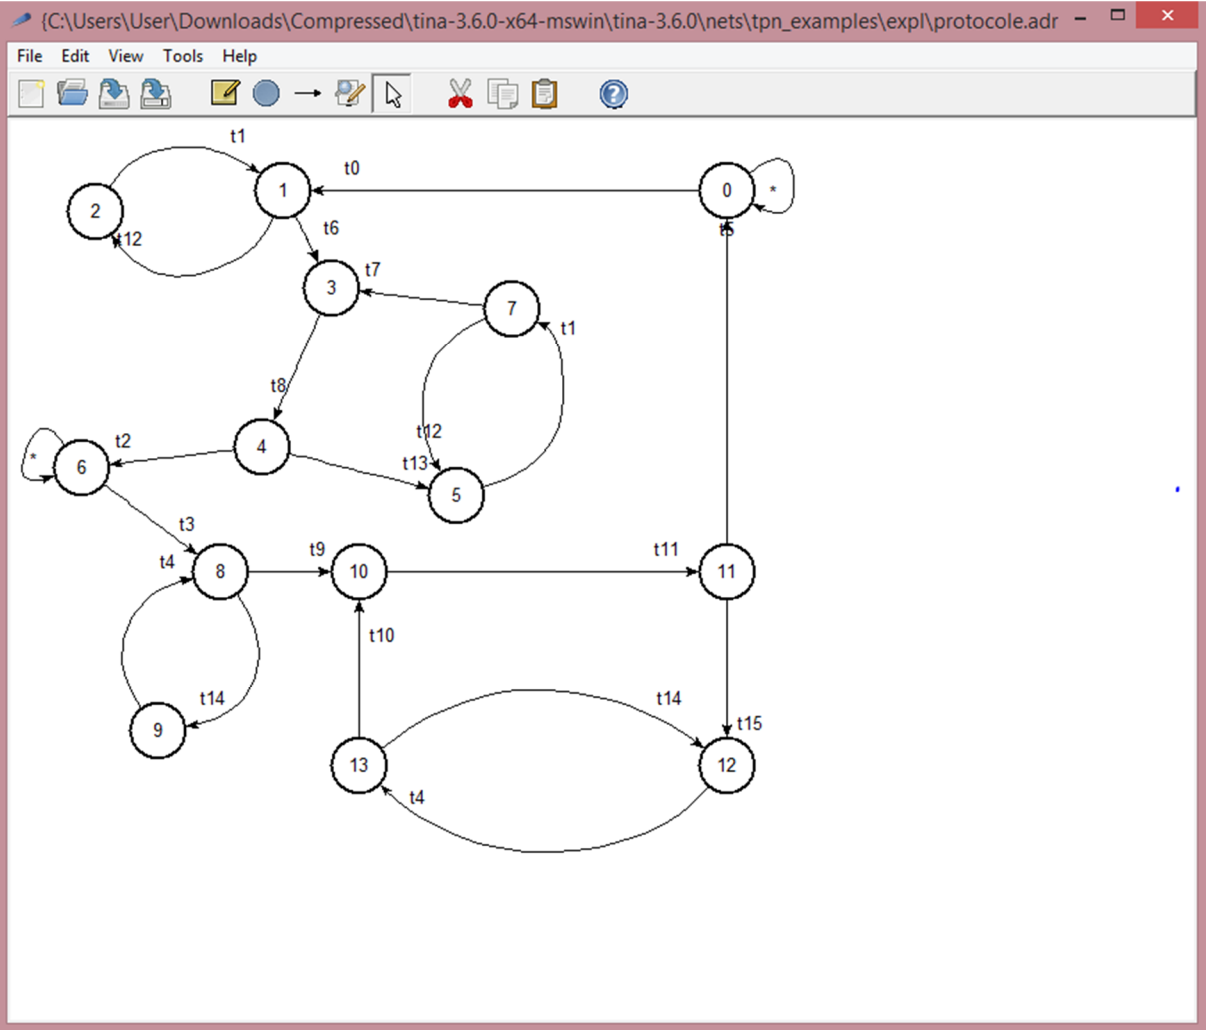 {C:\Users\User\Downloads\Compressed\tina-3.6.0-x64-mswin\tina-3.6.0\nets\tpn_examples\expl\protocole.adr
File Edit View Tools Help
t1
t0
1
0
*
2
t12
t6
t5
t7
3
7
t1
t8
t12
t2
4
*
6
t13
5
t3
t4
8
t9
10
t11
11
t10
t14
t14
9
t15
13
12
t4